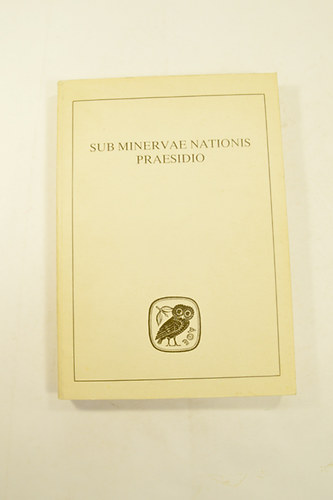 SUB MINERVAE NATIONIS
PRAESIDIO